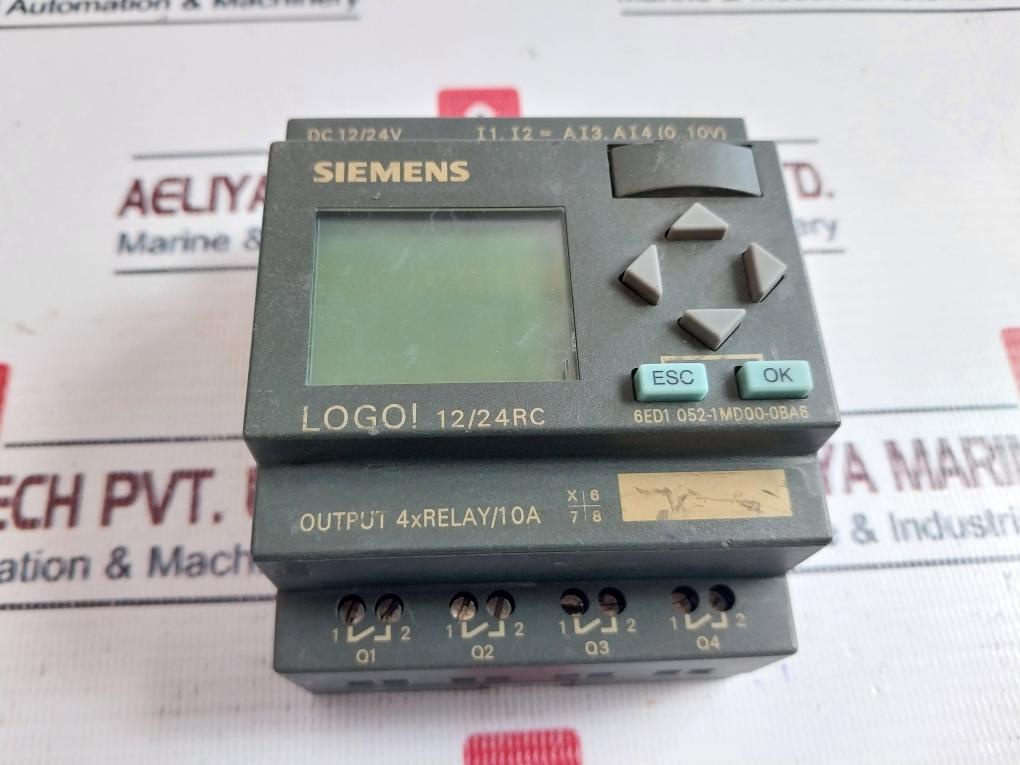 Automation & Machinery
DC 12/24V I1, I2 = AI3, AI4 (0..10V)
SIEMENS
AELIYA
TD.
Marine &
ery
ESC OK
LOGO! 12/24RC
6ED1 052-1MD00-0BA6
ECH PVT.
YA MARIN
OUTPUT 4xRELAY/10A
X 6
7 8
ation & Mach
& Industria
1 2 1 2 1 2 1 2
Q1 Q2 Q3 Q4